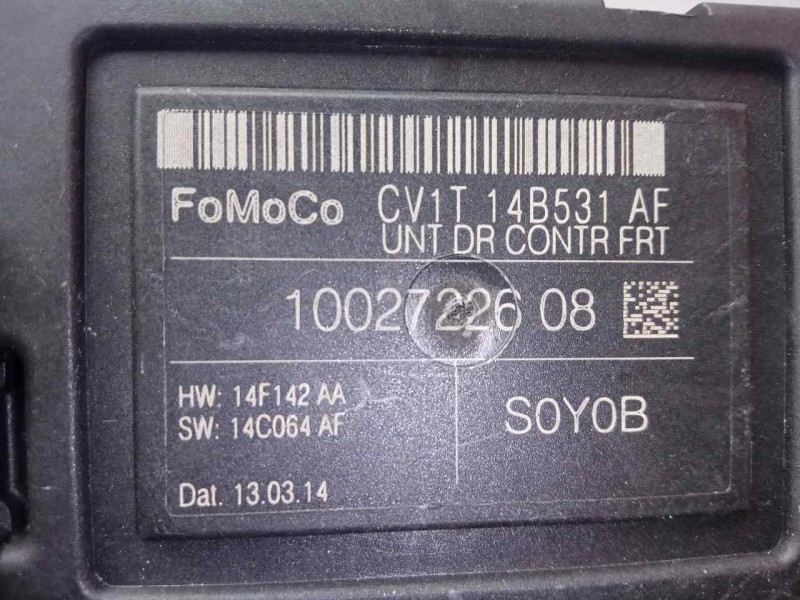 FoMoCo CV1T 14B531 AF
UNT DR CONTR FRT
10027226 08
HW: 14F142 AA
SW: 14C064 AF
S0Y0B
Dat. 13.03.14